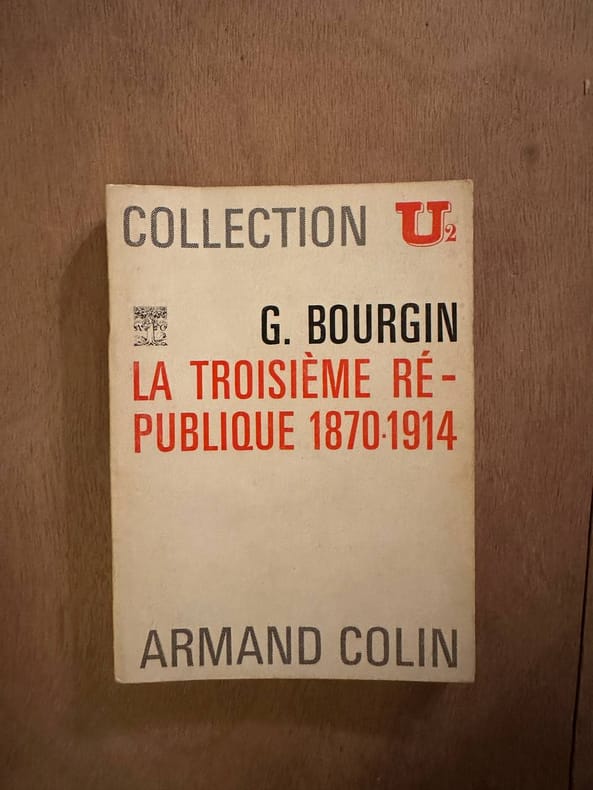 COLLECTION U2
G. BOURGIN
LA TROISIÈME RÉ-
PUBLIQUE 1870·1914
ARMAND COLIN